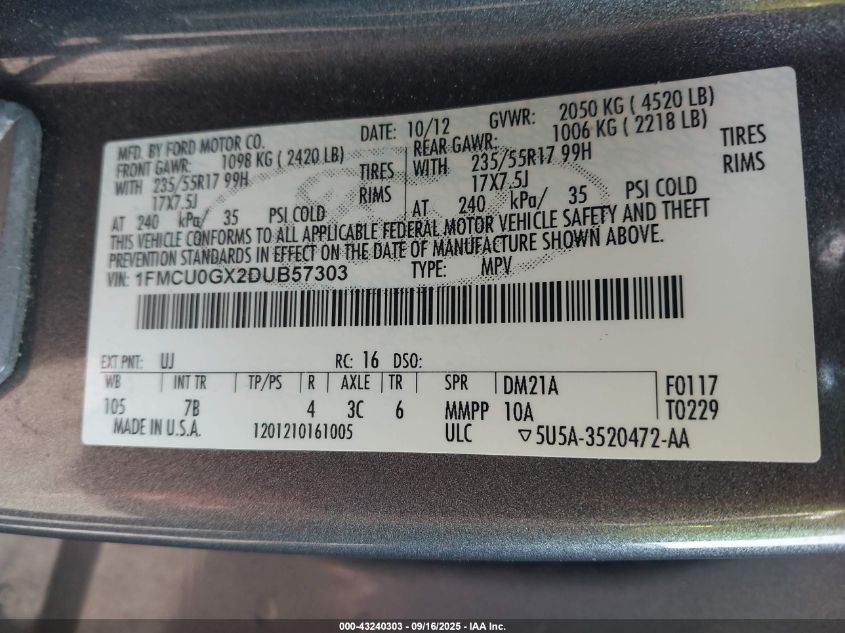 MFD. BY FORD MOTOR CO.
DATE: 10/12 GVWR: 2050 KG ( 4520 LB)
FRONT GAWR: 1098 KG ( 2420 LB)
WITH 235/55R17 99H TIRES
17X7.5J RIMS
AT 240 kPa/ 35 PSI COLD
REAR GAWR: 1006 KG ( 2218 LB)
WITH 235/55R17 99H TIRES
17X7.5J RIMS
AT 240 kPa/ 35 PSI COLD
THIS VEHICLE CONFORMS TO ALL APPLICABLE FEDERAL MOTOR VEHICLE SAFETY AND THEFT
PREVENTION STANDARDS IN EFFECT ON THE DATE OF MANUFACTURE SHOWN ABOVE.
VIN: 1FMCU0GX2DUB57303 TYPE: MPV
EXT PNT: UJ RC: 16 DSO:
WB INT TR TP/PS R AXLE TR SPR DM21A F0117
105 7B 4 3C 6 MMPP 10A T0229
MADE IN U.S.A. 1201210161005 ULC ▽5U5A-3520472-AA
000-43240303 - 09/16/2025 - IAA Inc.